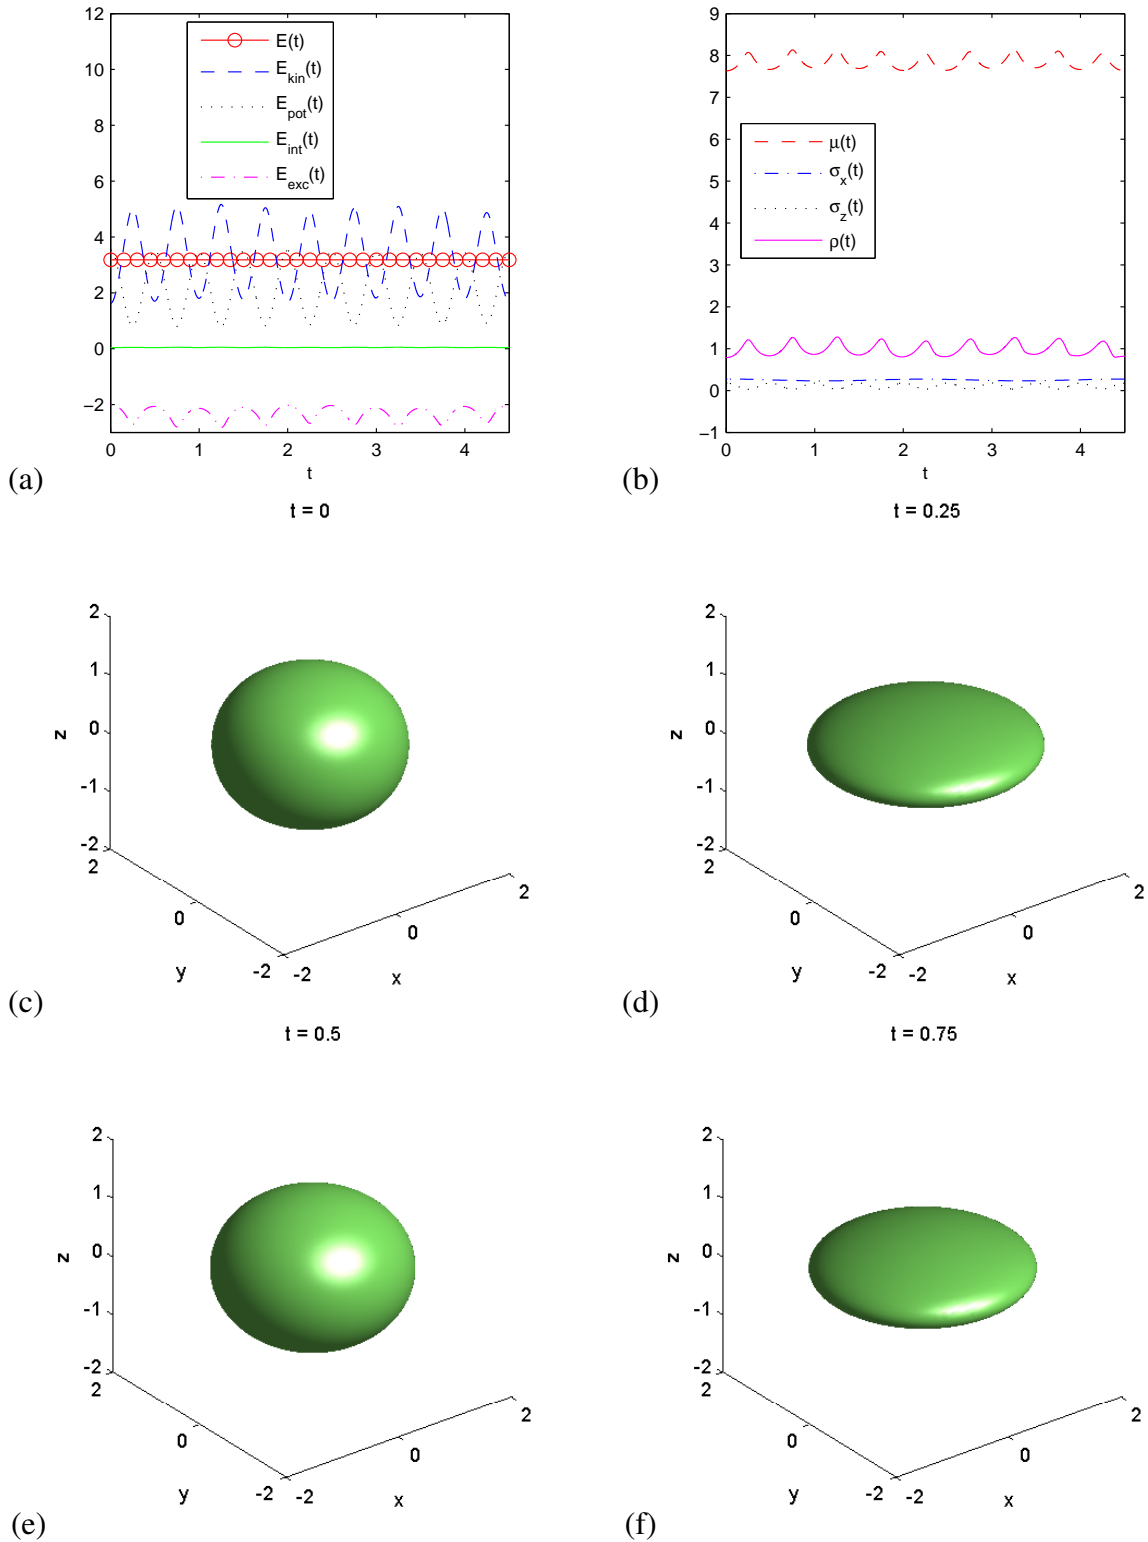 12
10
8
6
4
2
0
−2
0 1 2 3 4
t
E(t)
E_kin(t)
E_pot(t)
E_int(t)
E_exc(t)
(a)
9
8
7
6
5
4
3
2
1
0
−1
0 1 2 3 4
t
μ(t)
σ_x(t)
σ_z(t)
ρ(t)
(b)
t = 0
2
1
0
-1
-2
z
2
0
-2
y
-2
0
2
x
(c)
t = 0.25
2
1
0
-1
-2
z
2
0
-2
y
-2
0
2
x
(d)
t = 0.5
2
1
0
-1
-2
z
2
0
-2
y
-2
0
2
x
(e)
t = 0.75
2
1
0
-1
-2
z
2
0
-2
y
-2
0
2
x
(f)